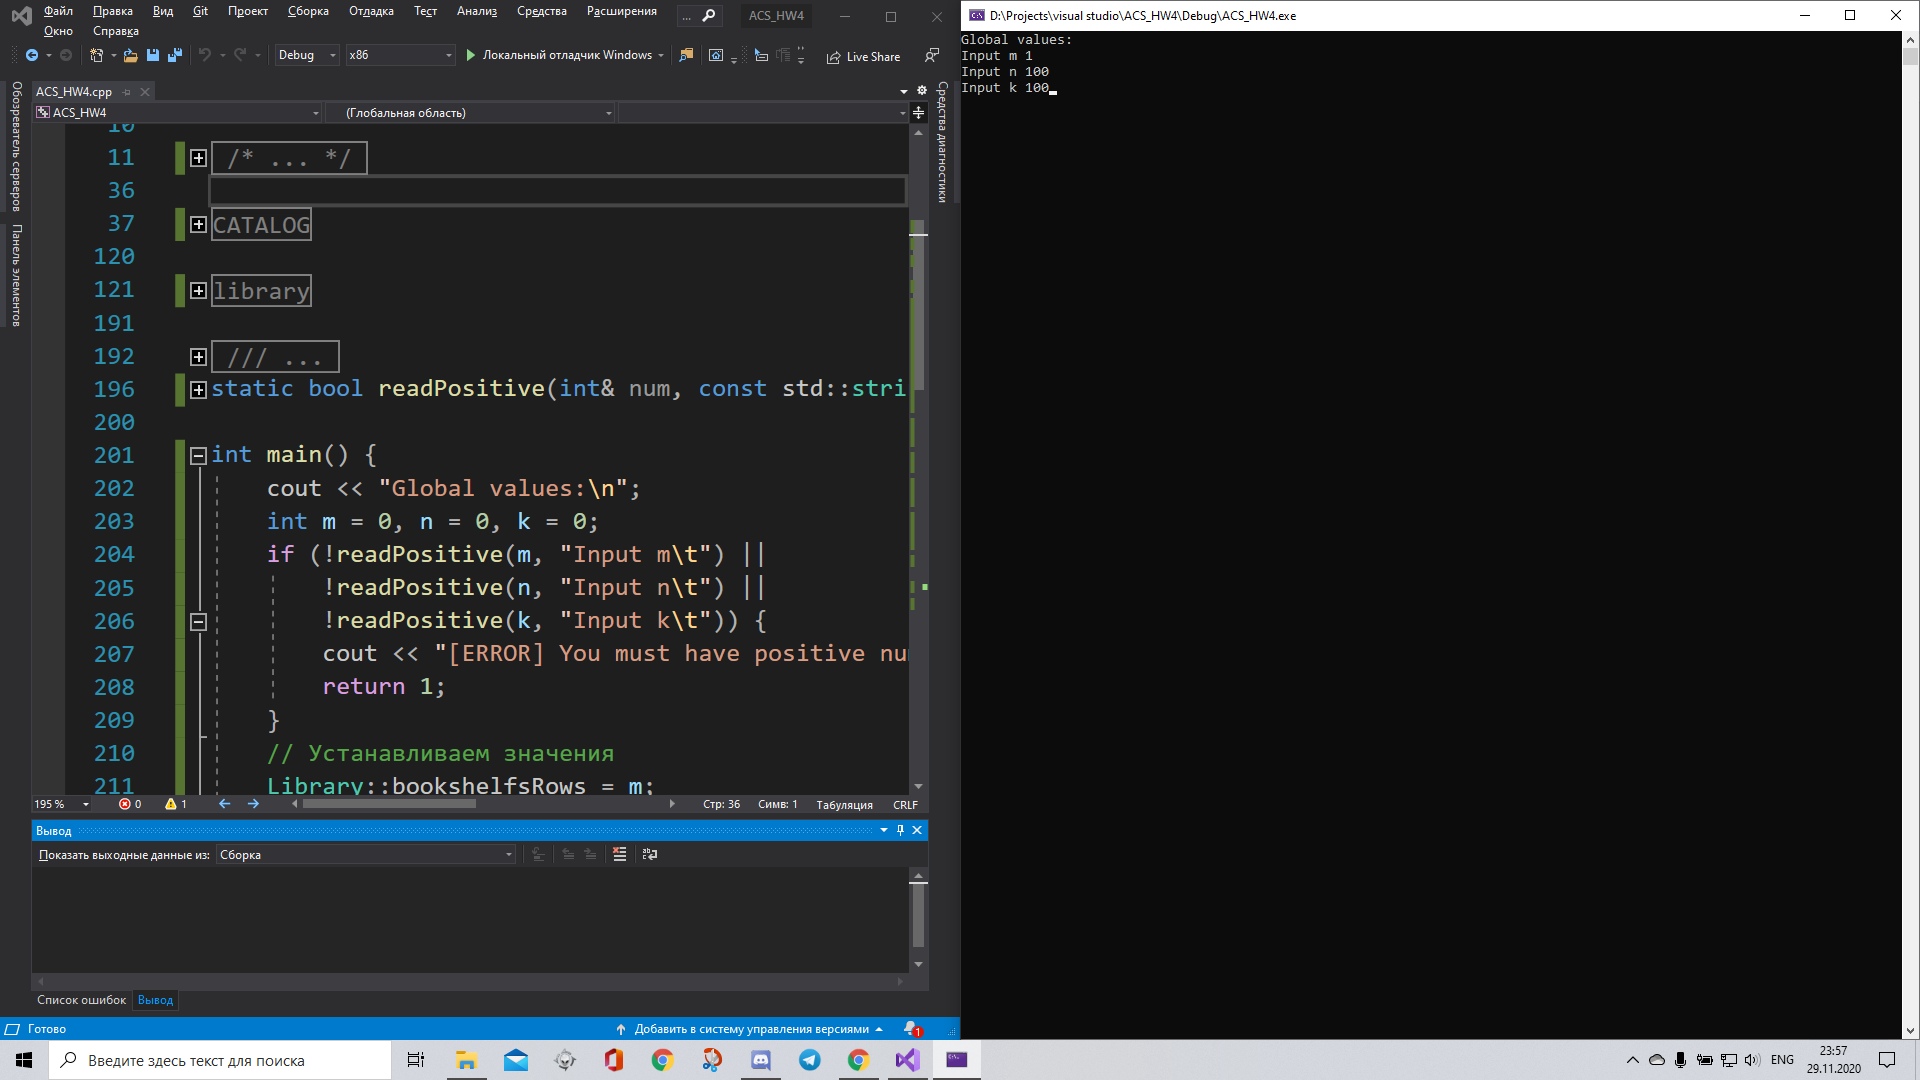 Файл Правка Вид Git Проект Сборка Отладка Тест Анализ Средства Расширения ... ACS_HW4
Окно Справка
Debug x86 Локальный отладчик Windows Live Share
Обозреватель серверов
Панель элементов
ACS_HW4.cpp
ACS_HW4 (Глобальная область)
Средства диагностики
10
11 /* ... */
36
37 CATALOG
120
121 library
191
192 /// ...
196 static bool readPositive(int& num, const std::stri
200
201 int main() {
202 cout << "Global values:\n";
203 int m = 0, n = 0, k = 0;
204 if (!readPositive(m, "Input m\t") ||
205 !readPositive(n, "Input n\t") ||
206 !readPositive(k, "Input k\t")) {
207 cout << "[ERROR] You must have positive nu
208 return 1;
209 }
210 // Устанавливаем значения
211 Library::bookshelfsRows = m;
195 % 0 1 Стр: 36 Симв: 1 Табуляция CRLF
Вывод
Показать выходные данные из: Сборка
Список ошибок Вывод
Готово Добавить в систему управления версиями 1
D:\Projects\visual studio\ACS_HW4\Debug\ACS_HW4.exe
Global values:
Input m 1
Input n 100
Input k 100
Введите здесь текст для поиска
ENG
23:57
29.11.2020